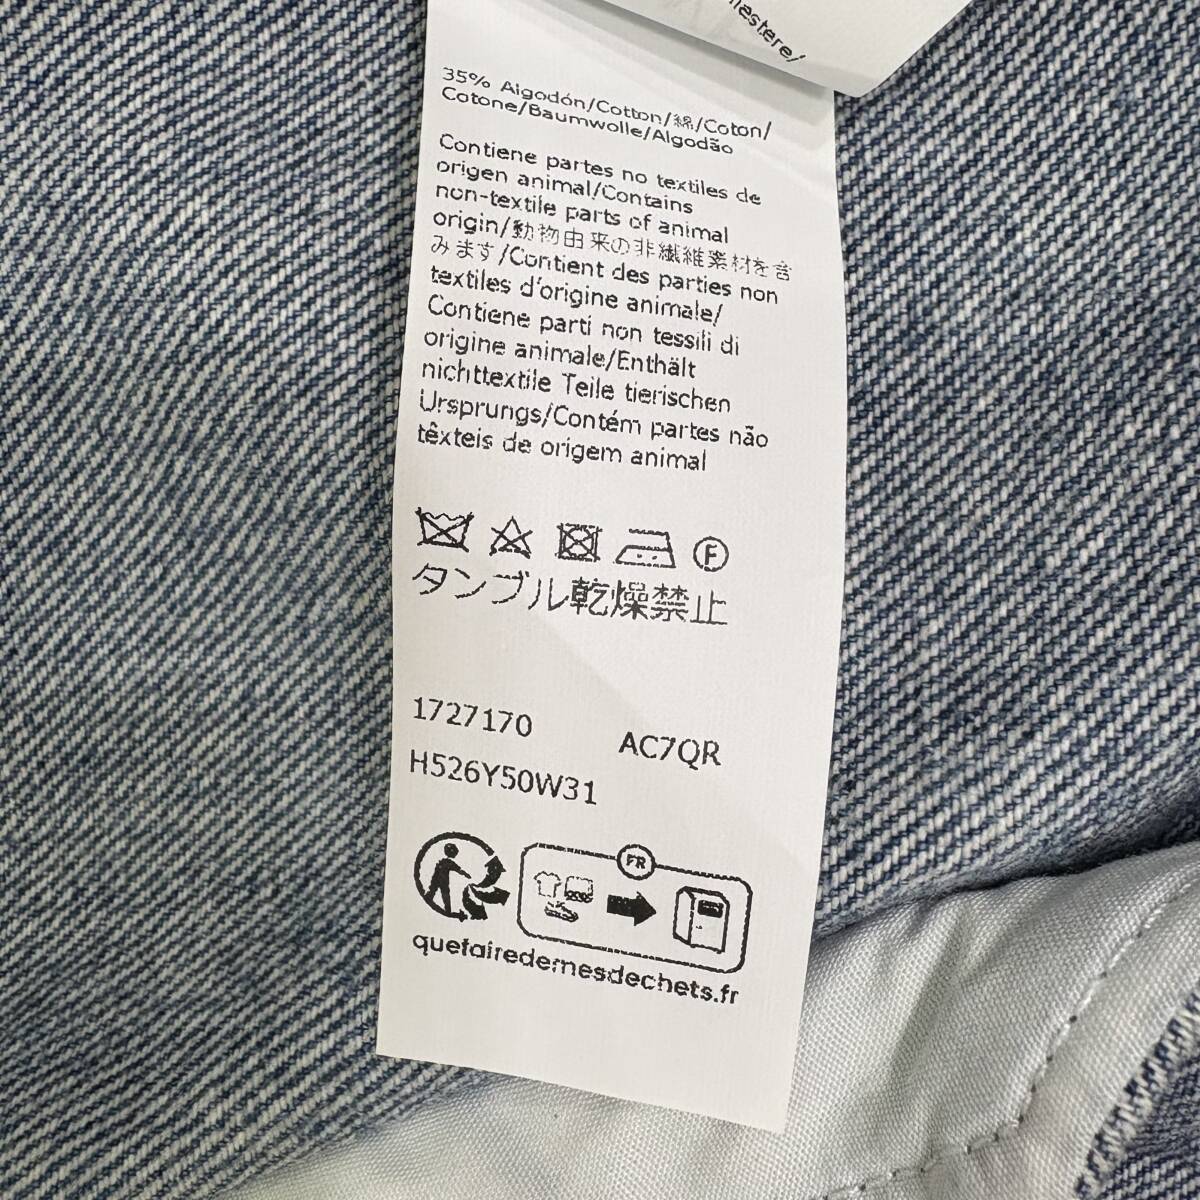 35% Algodón/Cotton/綿/Coton/
Cotone/Baumwolle/Algodão
Contiene partes no textiles de
origen animal/Contains
non-textile parts of animal
origin/動物由来の非繊維素材を含
みます/Contient des parties non
textiles d'origine animale/
Contiene parti non tessili di
origine animale/Enthält
nichttextile Teile tierischen
Ursprungs/Contém partes não
têxteis de origem animal
F
タンブル乾燥禁止
1727170 AC7QR
H526Y50W31
FR
quefairedemesdechets.fr